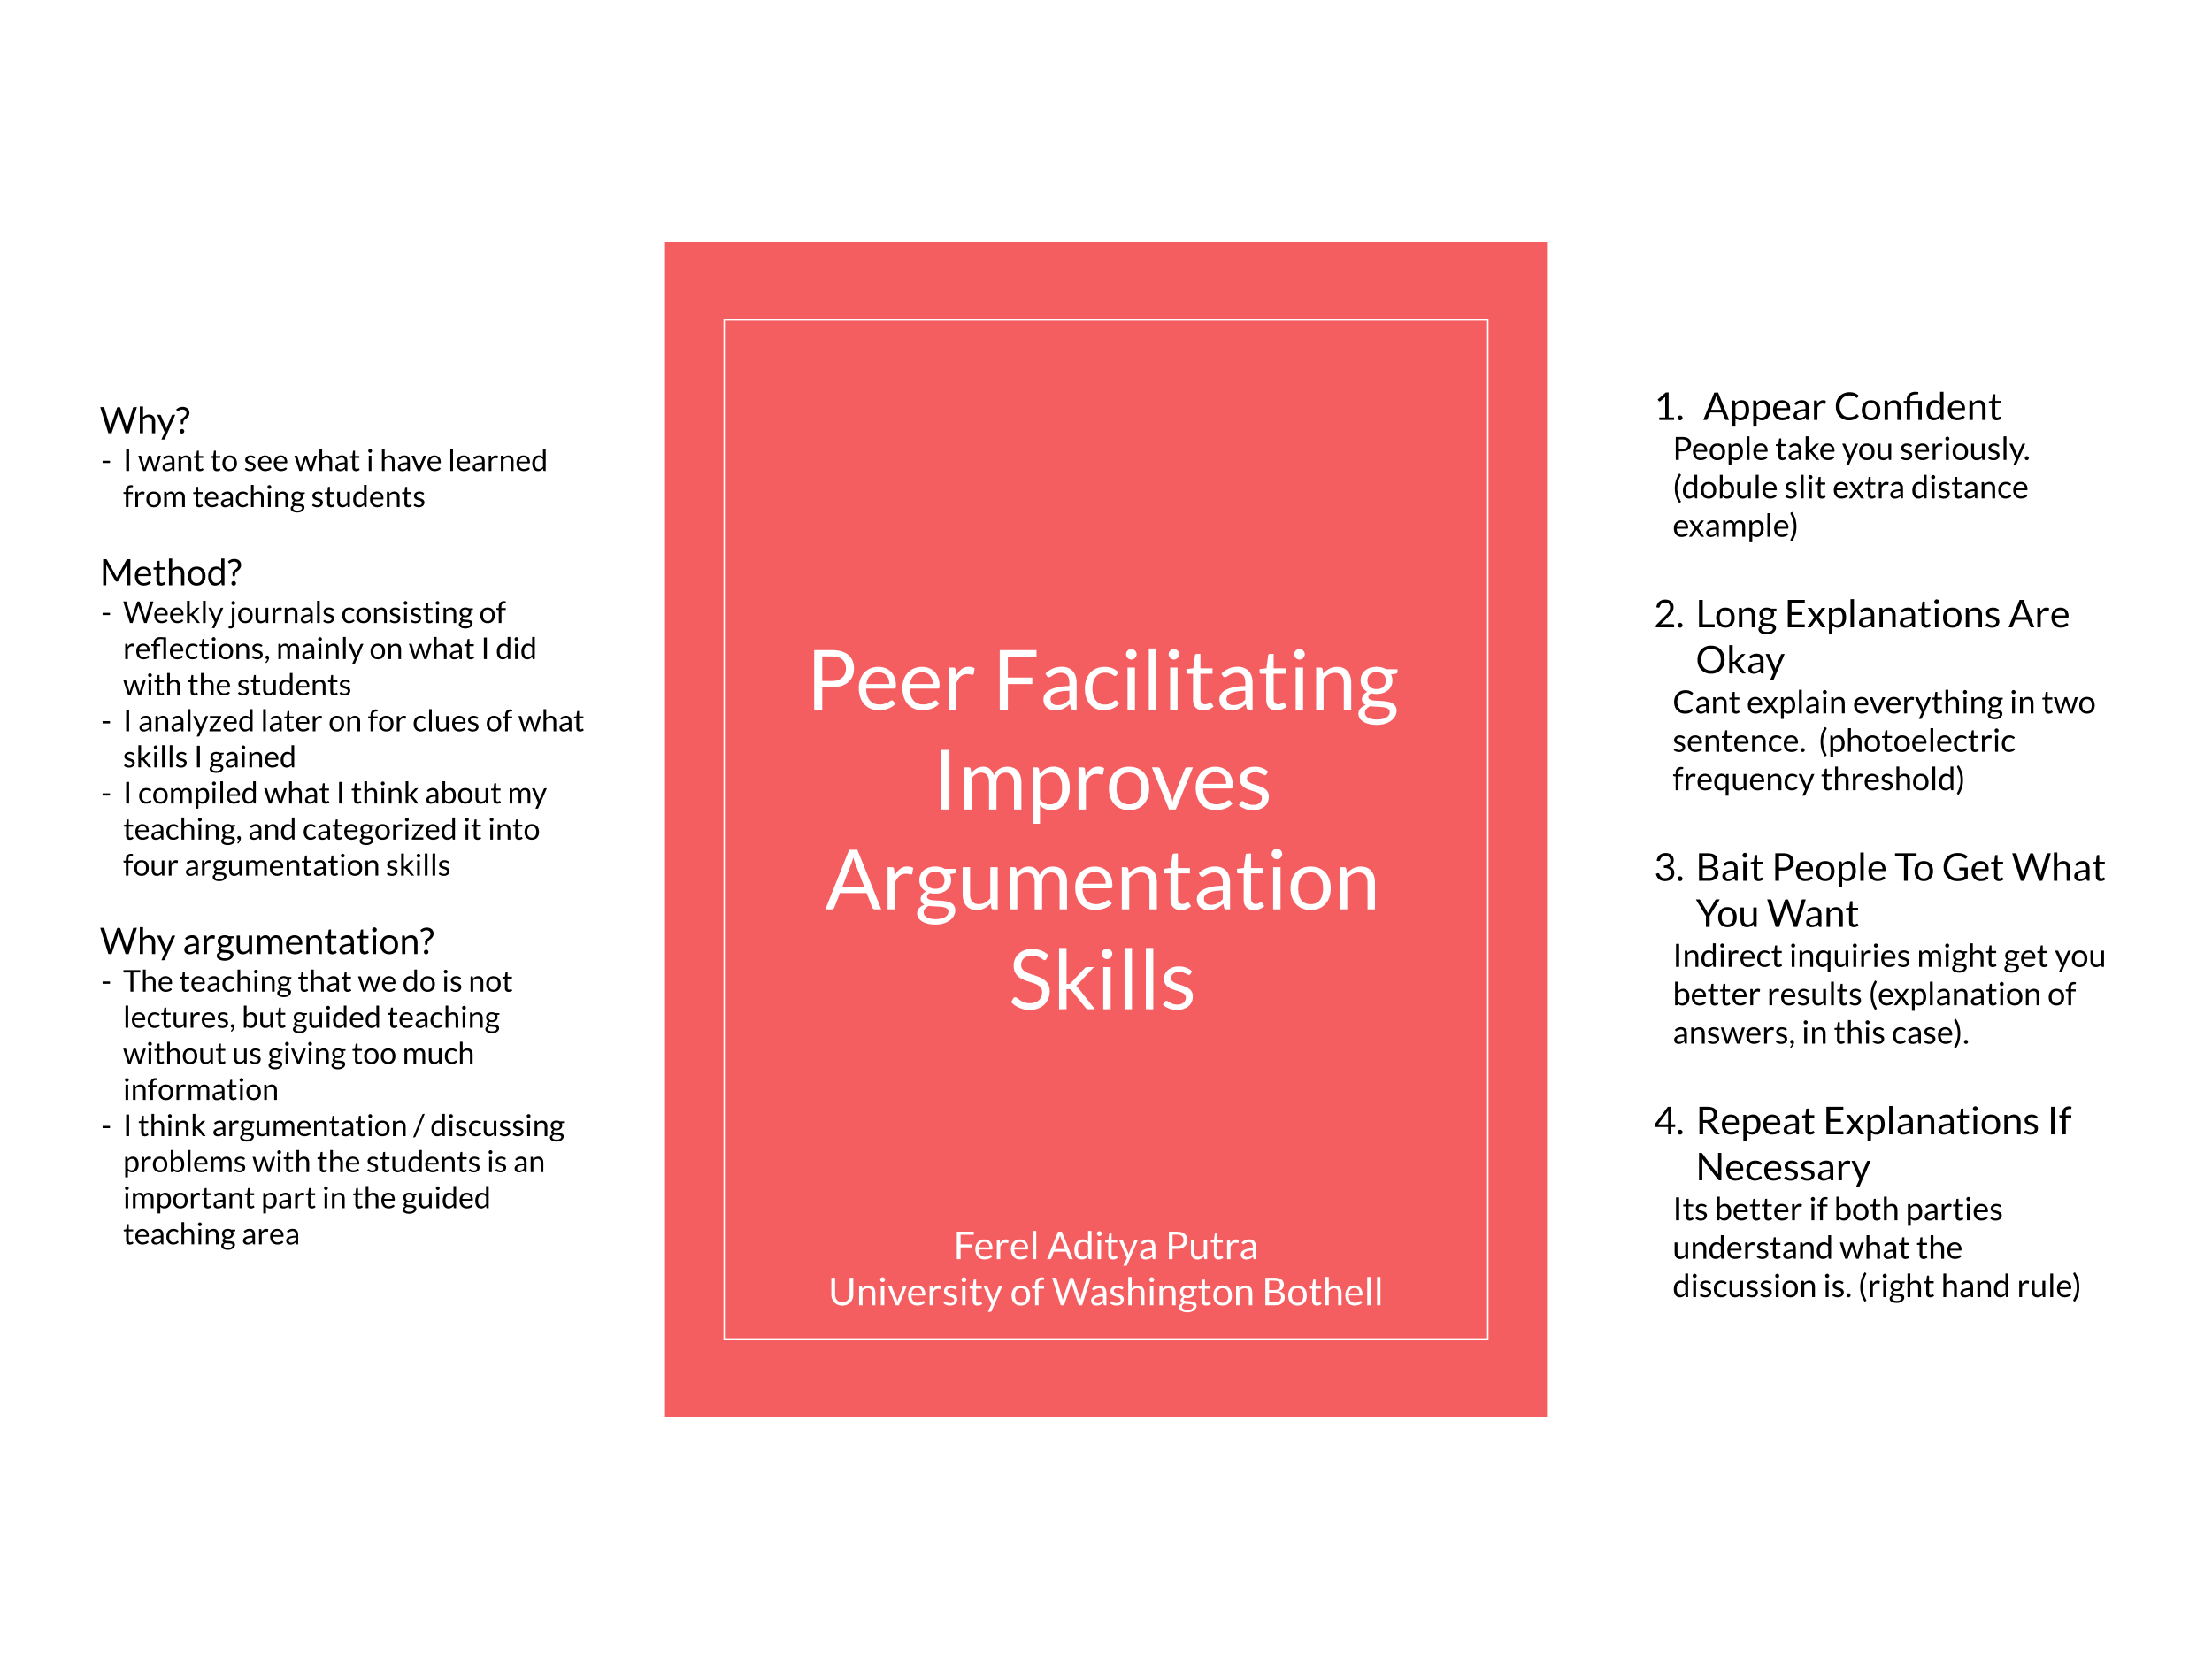 Why?
- I want to see what i have learned
from teaching students
Method?
- Weekly journals consisting of
reflections, mainly on what I did
with the students
- I analyzed later on for clues of what
skills I gained
- I compiled what I think about my
teaching, and categorized it into
four argumentation skills
Why argumentation?
- The teaching that we do is not
lectures, but guided teaching
without us giving too much
information
- I think argumentation / discussing
problems with the students is an
important part in the guided
teaching area
Peer Facilitating
Improves
Argumentation
Skills
Ferel Aditya Putra
University of Washington Bothell
1. Appear Confident
People take you seriously.
(dobule slit extra distance
example)
2. Long Explanations Are
Okay
Cant explain everything in two
sentence. (photoelectric
frequency threshold)
3. Bait People To Get What
You Want
Indirect inquiries might get you
better results (explanation of
answers, in this case).
4. Repeat Explanations If
Necessary
Its better if both parties
understand what the
discussion is. (right hand rule)